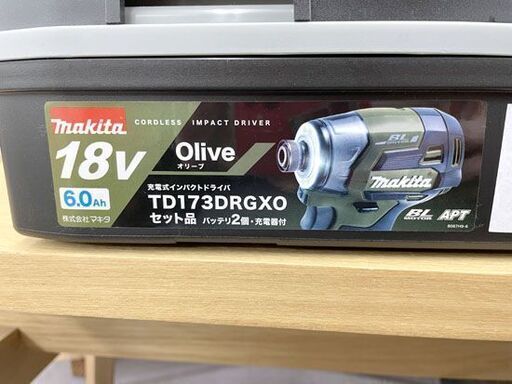 makita
CORDLESS IMPACT DRIVER
18V
6.0Ah
株式会社マキタ
Olive
オリーブ
充電式インパクトドライバ
TD173DRGXO
セット品 バッテリ2個・充電器付
BL MOTOR
makita
BL MOTOR APT